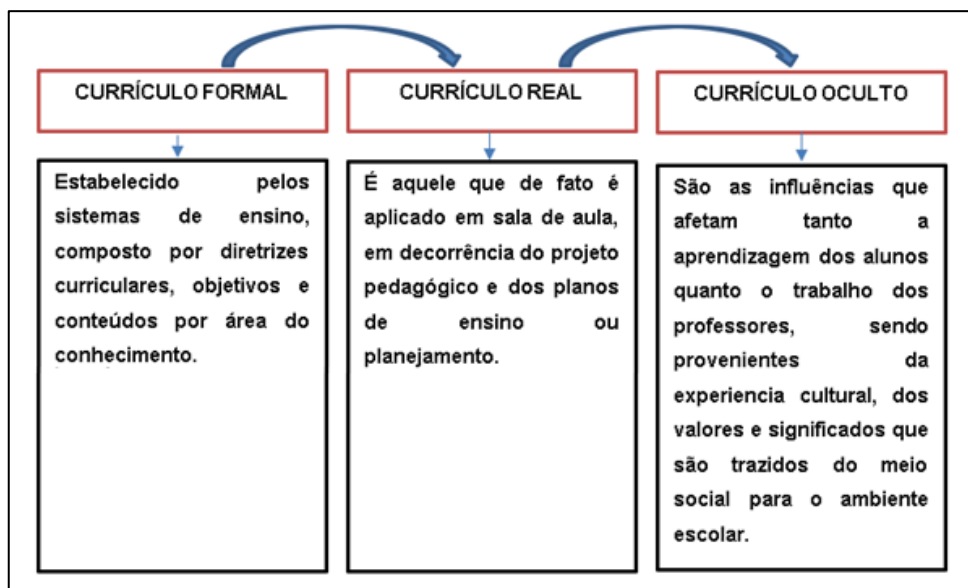 CURRÍCULO FORMAL
Estabelecido pelos
sistemas de ensino,
composto por diretrizes
curriculares, objetivos e
conteúdos por área do
conhecimento.
CURRÍCULO REAL
É aquele que de fato é
aplicado em sala de aula,
em decorrência do projeto
pedagógico e dos planos
de ensino ou
planejamento.
CURRÍCULO OCULTO
São as influências que
afetam tanto a
aprendizagem dos alunos
quanto o trabalho dos
professores, sendo
provenientes da
experiencia cultural, dos
valores e significados que
são trazidos do meio
social para o ambiente
escolar.